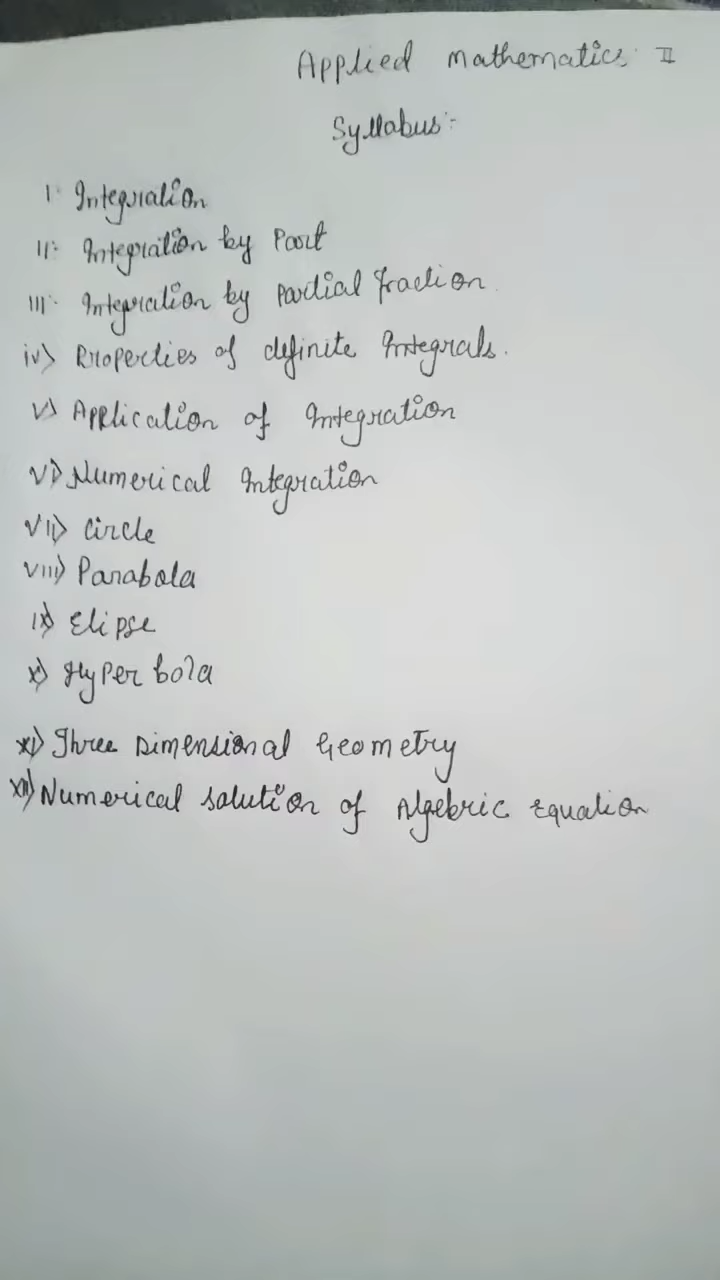 Applied Mathematics II
Syllabus:-
I. Integration
II. Integration by Part
III. Integration by Partial fraction.
iv) Properties of definite Integrals.
v) Application of Integration
VI) Numerical Integration
VII) circle
VIII) Parabola
IX) Elipse
X) Hyperbola
XI) Three Dimensional Geometry
XII) Numerical solution of Algebric Equation